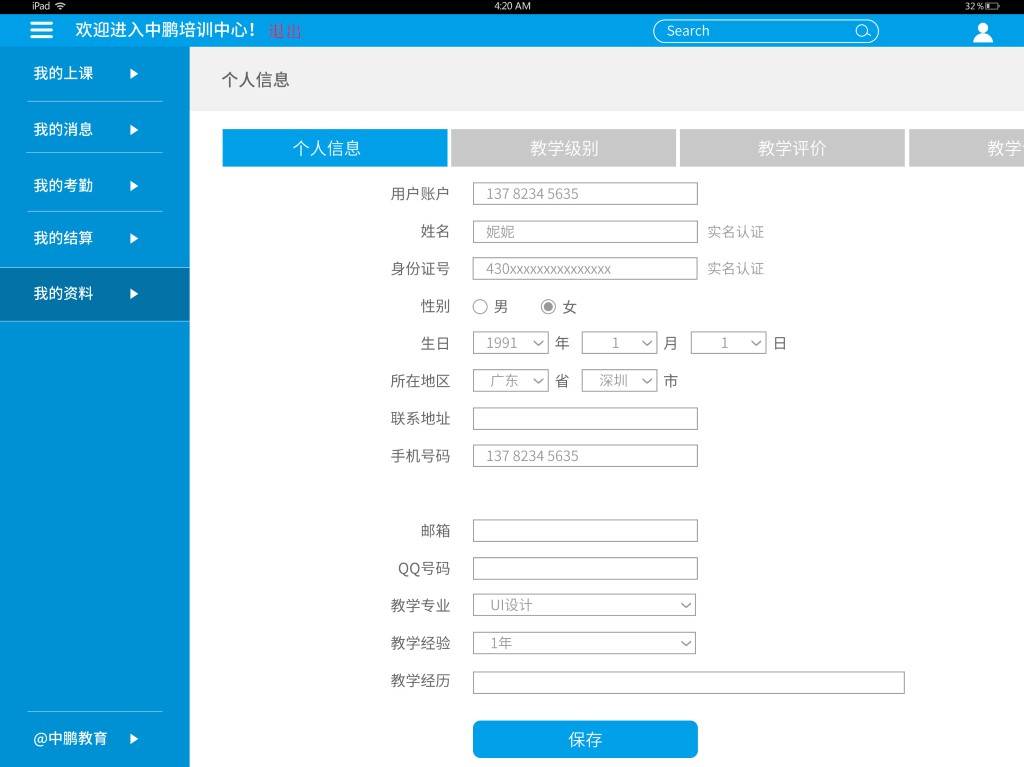 iPad 4:20 AM 32%
欢迎进入中鹏培训中心！ 退出 Search
我的上课
我的消息
我的考勤
我的结算
我的资料
@中鹏教育
个人信息
个人信息 教学级别 教学评价 教学
用户账户 137 8234 5635
姓名 妮妮 实名认证
身份证号 430xxxxxxxxxxxxxxx 实名认证
性别 男 女
生日 1991 年 1 月 1 日
所在地区 广东 省 深圳 市
联系地址
手机号码 137 8234 5635
邮箱
QQ号码
教学专业 UI设计
教学经验 1年
教学经历
保存